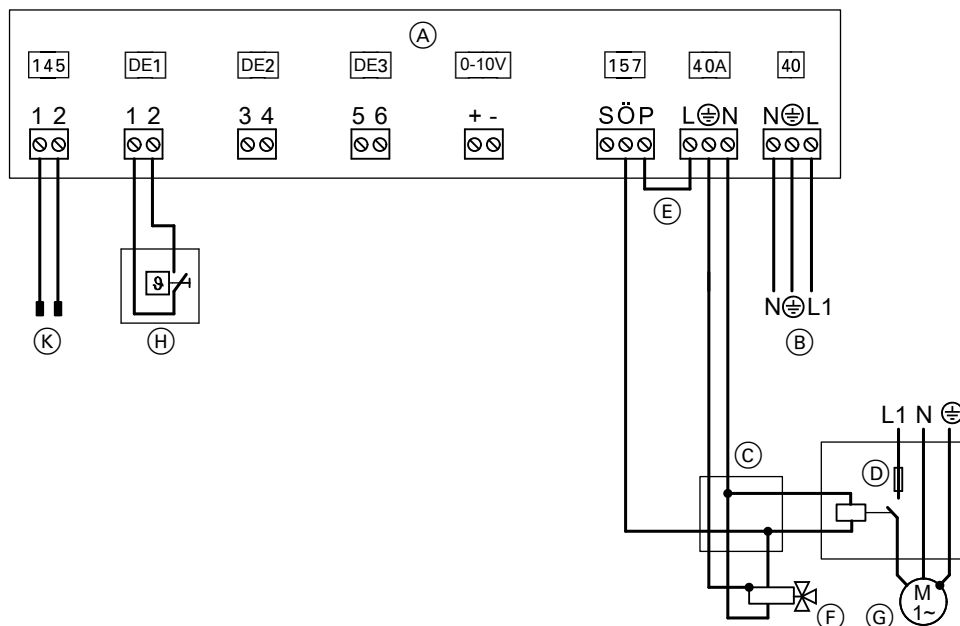 A
145 DE1 DE2 DE3 0-10V 157 40A 40
1 2 1 2 3 4 5 6 + - S Ö P L N N L
E
N L1
ϑ
K H B
L1 N
C
D
M
1~
F G